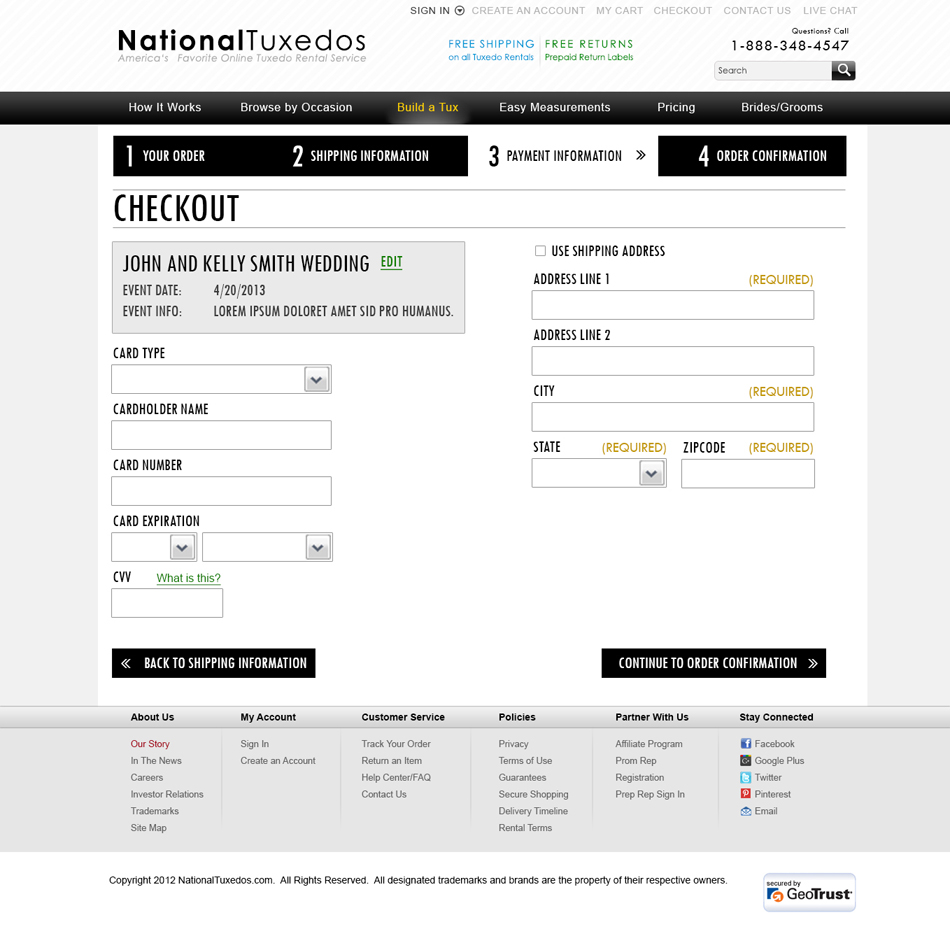 SIGN IN CREATE AN ACCOUNT MY CART CHECKOUT CONTACT US LIVE CHAT
NationalTuxedos
America's Favorite Online Tuxedo Rental Service
FREE SHIPPING
on all Tuxedo Rentals
FREE RETURNS
Prepaid Return Labels
Questions? Call
1-888-348-4547
Search
How It Works Browse by Occasion Build a Tux Easy Measurements Pricing Brides/Grooms
1 YOUR ORDER 2 SHIPPING INFORMATION 3 PAYMENT INFORMATION » 4 ORDER CONFIRMATION
CHECKOUT
JOHN AND KELLY SMITH WEDDING EDIT
EVENT DATE: 4/20/2013
EVENT INFO: LOREM IPSUM DOLORET AMET SID PRO HUMANUS.
CARD TYPE
CARDHOLDER NAME
CARD NUMBER
CARD EXPIRATION
CVV What is this?
USE SHIPPING ADDRESS
ADDRESS LINE 1 (REQUIRED)
ADDRESS LINE 2
CITY (REQUIRED)
STATE (REQUIRED) ZIPCODE (REQUIRED)
« BACK TO SHIPPING INFORMATION
CONTINUE TO ORDER CONFIRMATION »
About Us
Our Story
In The News
Careers
Investor Relations
Trademarks
Site Map
My Account
Sign In
Create an Account
Customer Service
Track Your Order
Return an Item
Help Center/FAQ
Contact Us
Policies
Privacy
Terms of Use
Guarantees
Secure Shopping
Delivery Timeline
Rental Terms
Partner With Us
Affiliate Program
Prom Rep
Registration
Prep Rep Sign In
Stay Connected
Facebook
Google Plus
Twitter
Pinterest
Email
Copyright 2012 NationalTuxedos.com. All Rights Reserved. All designated trademarks and brands are the property of their respective owners.
secured by
GeoTrust